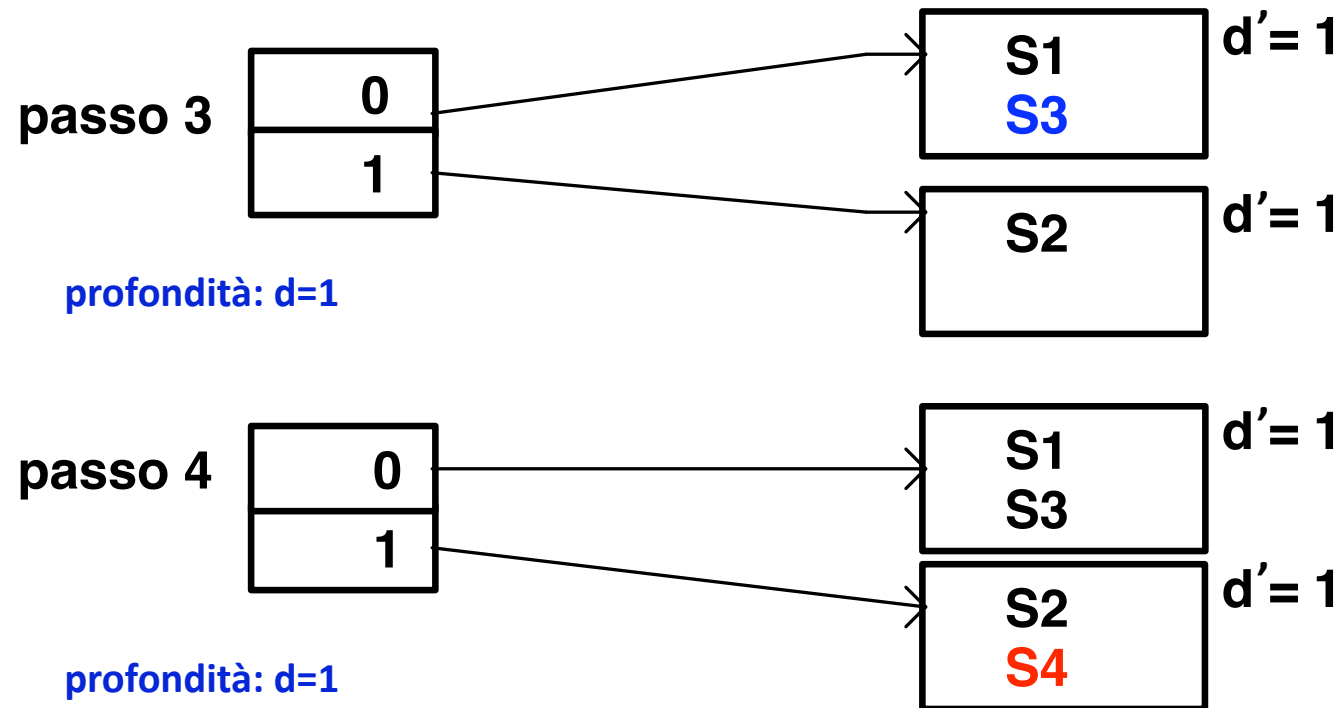 passo 3
0
1
S1
S3
d′= 1
S2
d′= 1
profondità: d=1
passo 4
0
1
S1
S3
d′= 1
S2
S4
d′= 1
profondità: d=1